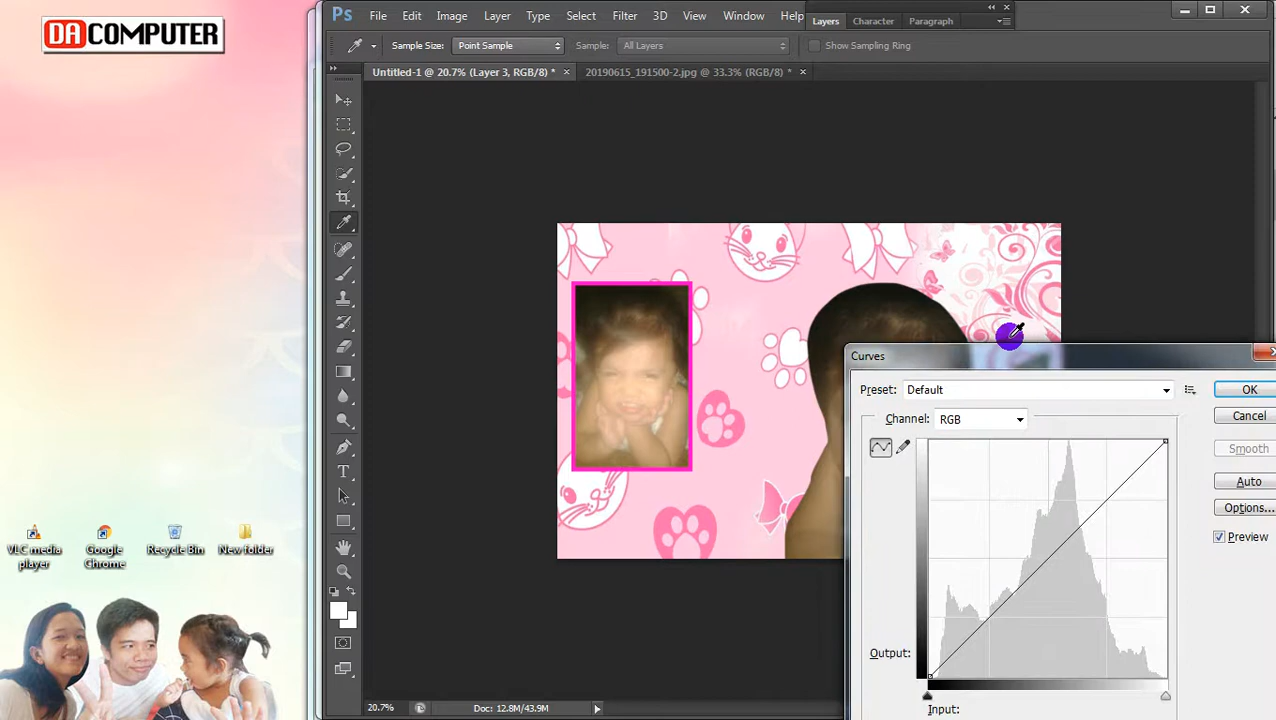 DA COMPUTER
Ps File Edit Image Layer Type Select Filter 3D View Window Help
Layers Character Paragraph
Sample Size: Point Sample Sample: All Layers Show Sampling Ring
Untitled-1 @ 20.7% (Layer 3, RGB/8) * × 20190615_191500-2.jpg @ 33.3% (RGB/8) * ×
Curves
Preset: Default OK
Channel: RGB Cancel
Smooth
Auto
Options...
Preview
VLC media player
Google Chrome
Recycle Bin
New folder
Output:
Input:
20.7% Doc: 12.8M/43.9M